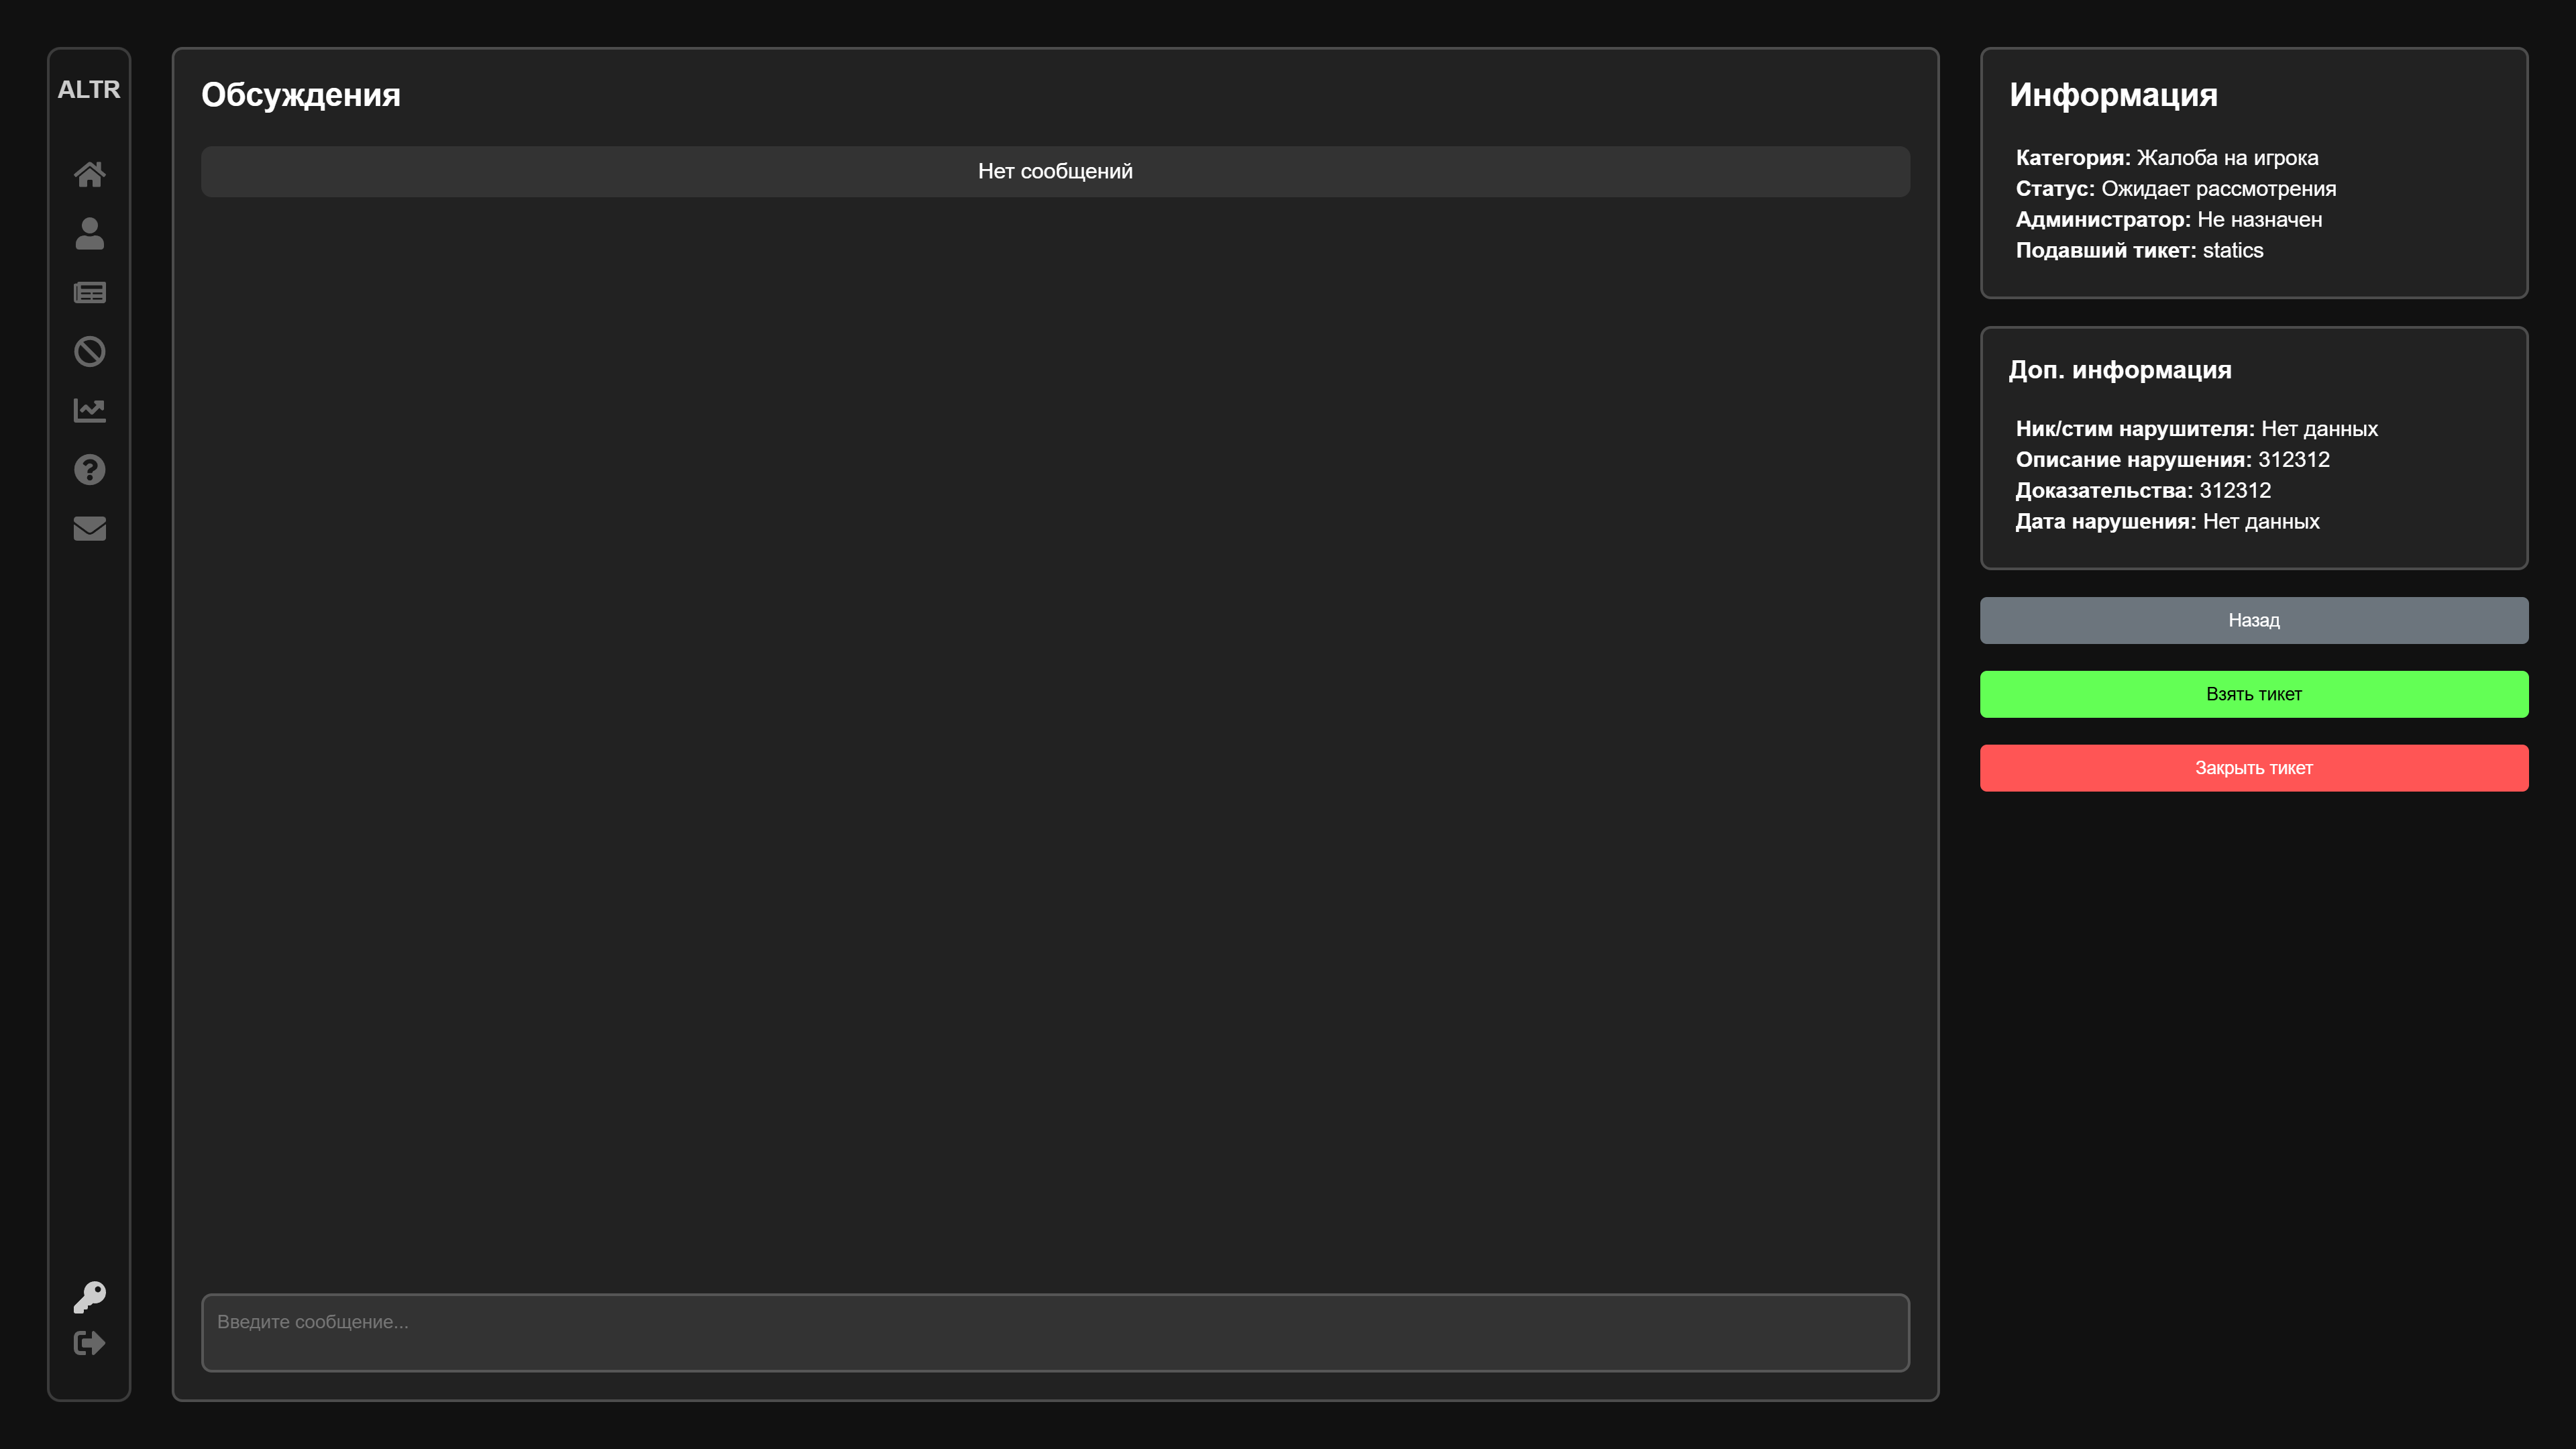 ALTR
Обсуждения
Нет сообщений
Введите сообщение...
Информация
Категория: Жалоба на игрока
Статус: Ожидает рассмотрения
Администратор: Не назначен
Подавший тикет: statics
Доп. информация
Ник/стим нарушителя: Нет данных
Описание нарушения: 312312
Доказательства: 312312
Дата нарушения: Нет данных
Назад
Взять тикет
Закрыть тикет